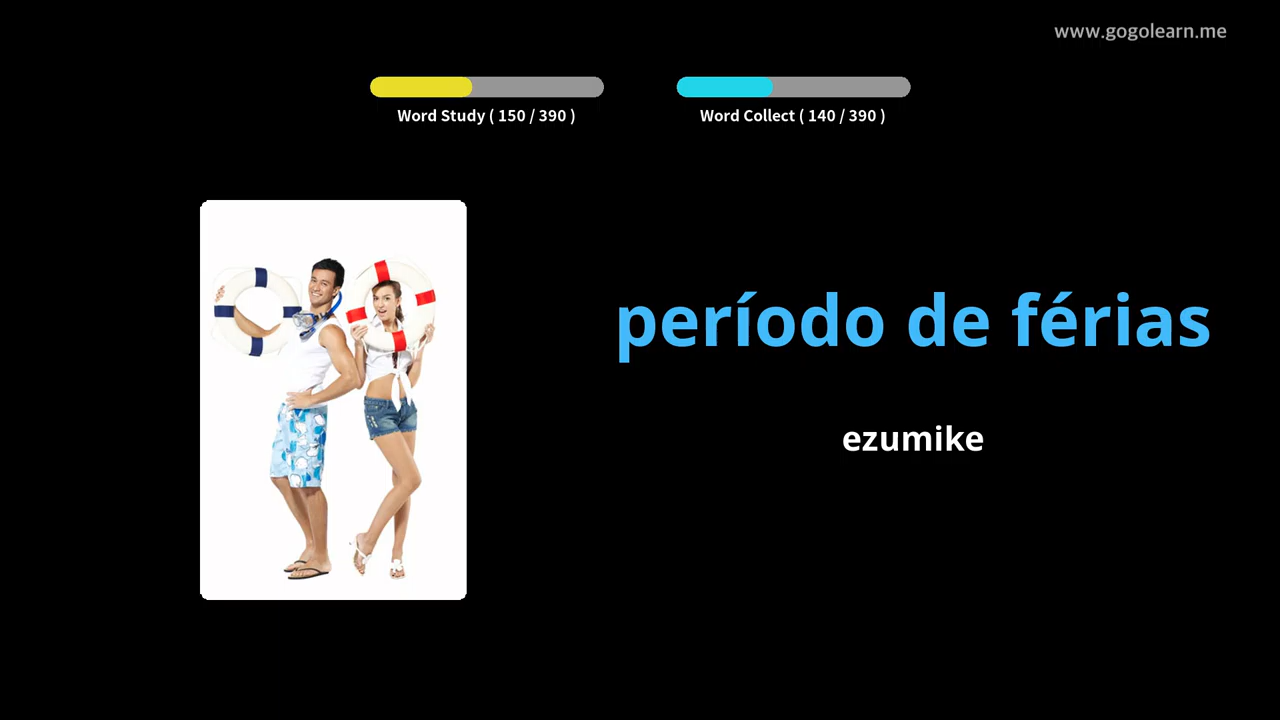 www.gogolearn.me
Word Study ( 150 / 390 )
Word Collect ( 140 / 390 )
período de férias
ezumike